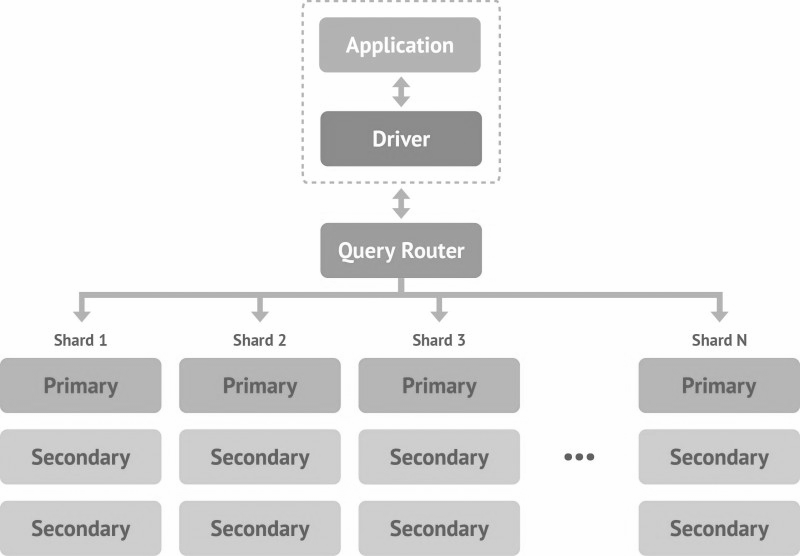 Application
Driver
Query Router
Shard 1 Shard 2 Shard 3 Shard N
Primary Primary Primary Primary
Secondary Secondary Secondary ••• Secondary
Secondary Secondary Secondary Secondary